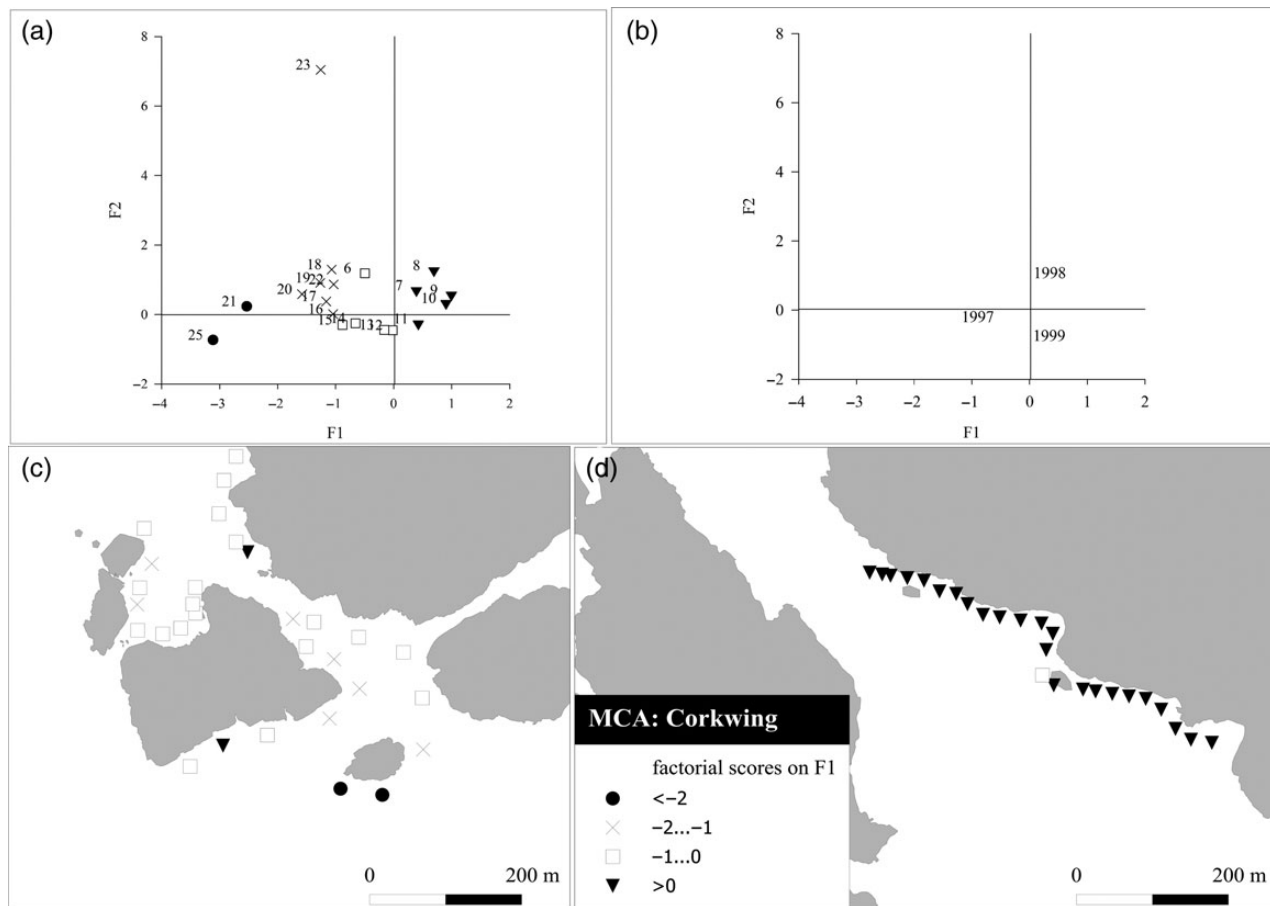 (a)
8
6
4
2
0
−2
F2
−4 −3 −2 −1 0 1 2
F1
23
18
6
8
19
22
7
9
20
17
10
21
16
14
15
13
12
11
25
(b)
8
6
4
2
0
−2
F2
−4 −3 −2 −1 0 1 2
F1
1998
1997
1999
(c)
0 200 m
(d)
MCA: Corkwing
factorial scores on F1
<−2
−2...−1
−1...0
>0
0 200 m